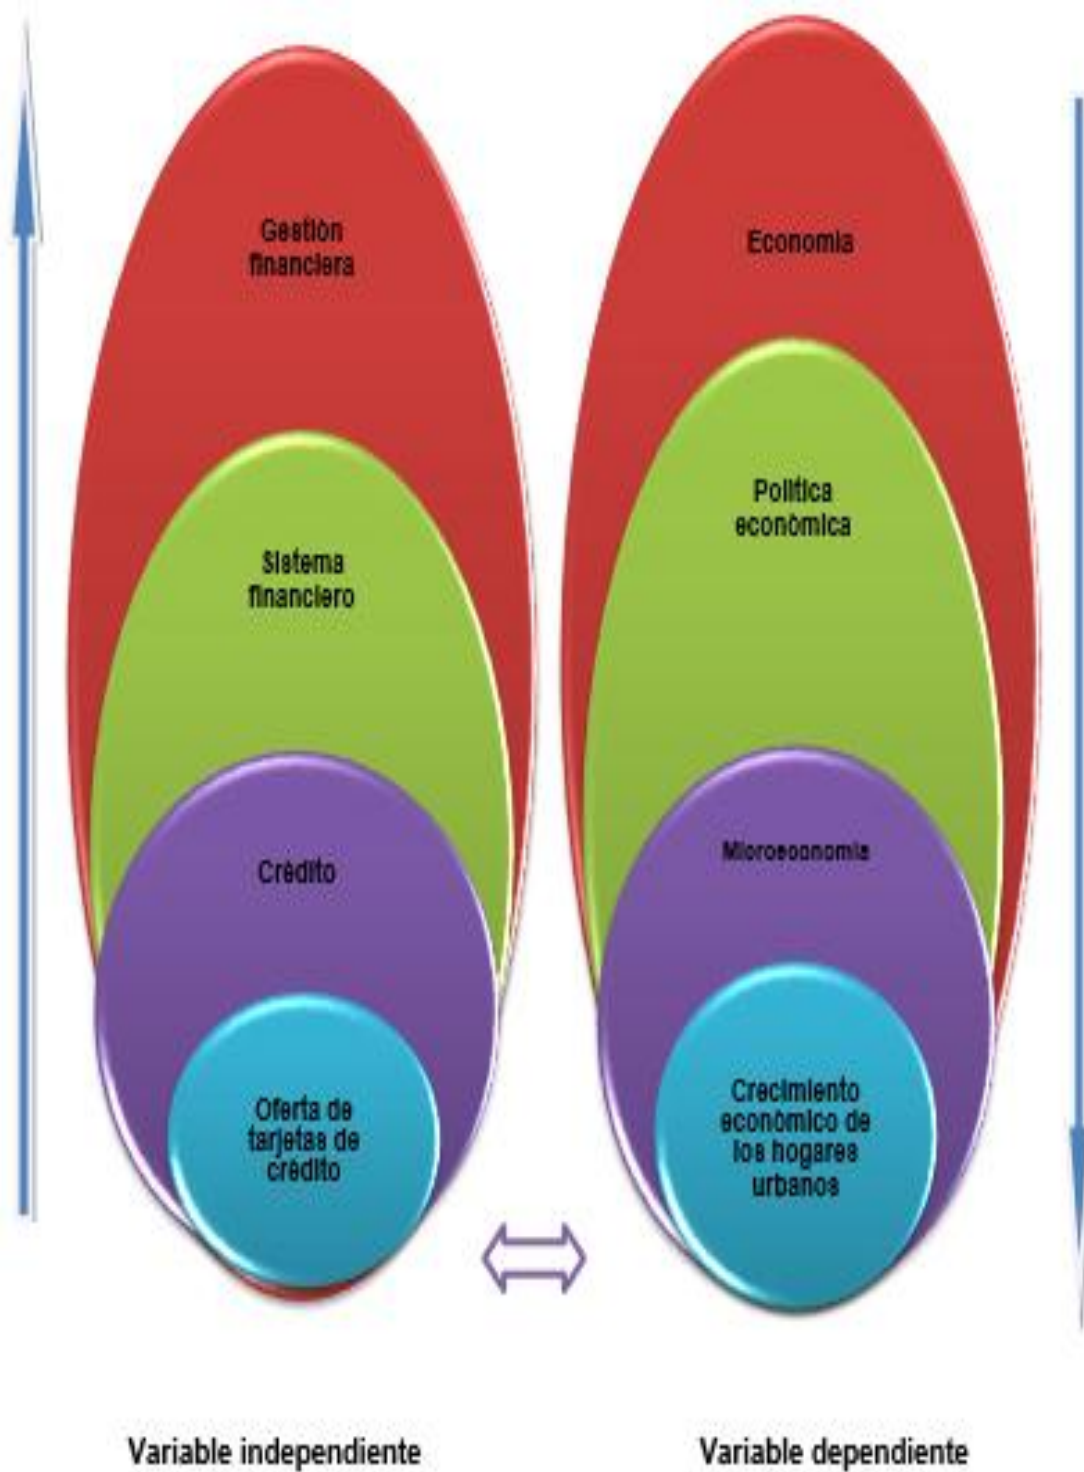 Gestión
financiera
Sistema
financiero
Crédito
Oferta de
tarjetas de
crédito
Economía
Política
económica
Microeconomía
Crecimiento
económico de
los hogares
urbanos
Variable independiente
Variable dependiente